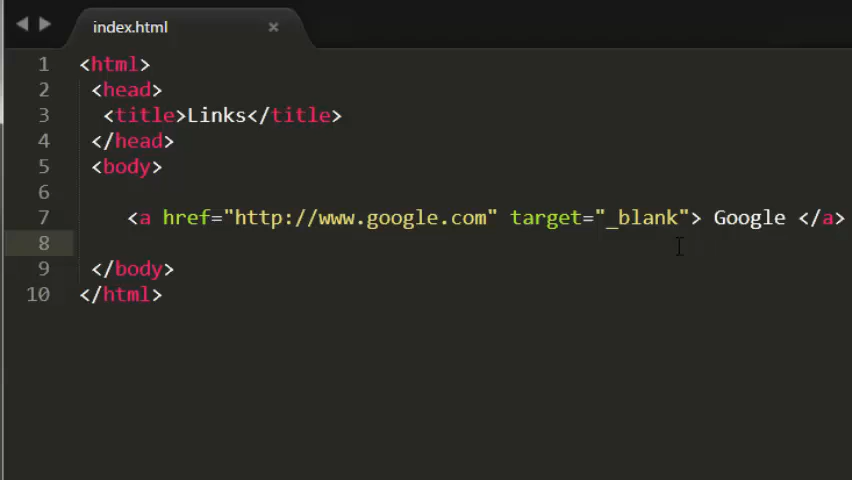 index.html ×
1 <html>
2 <head>
3 <title>Links</title>
4 </head>
5 <body>
6
7 <a href="http://www.google.com" target="_blank"> Google </a>
8
9 </body>
10 </html>